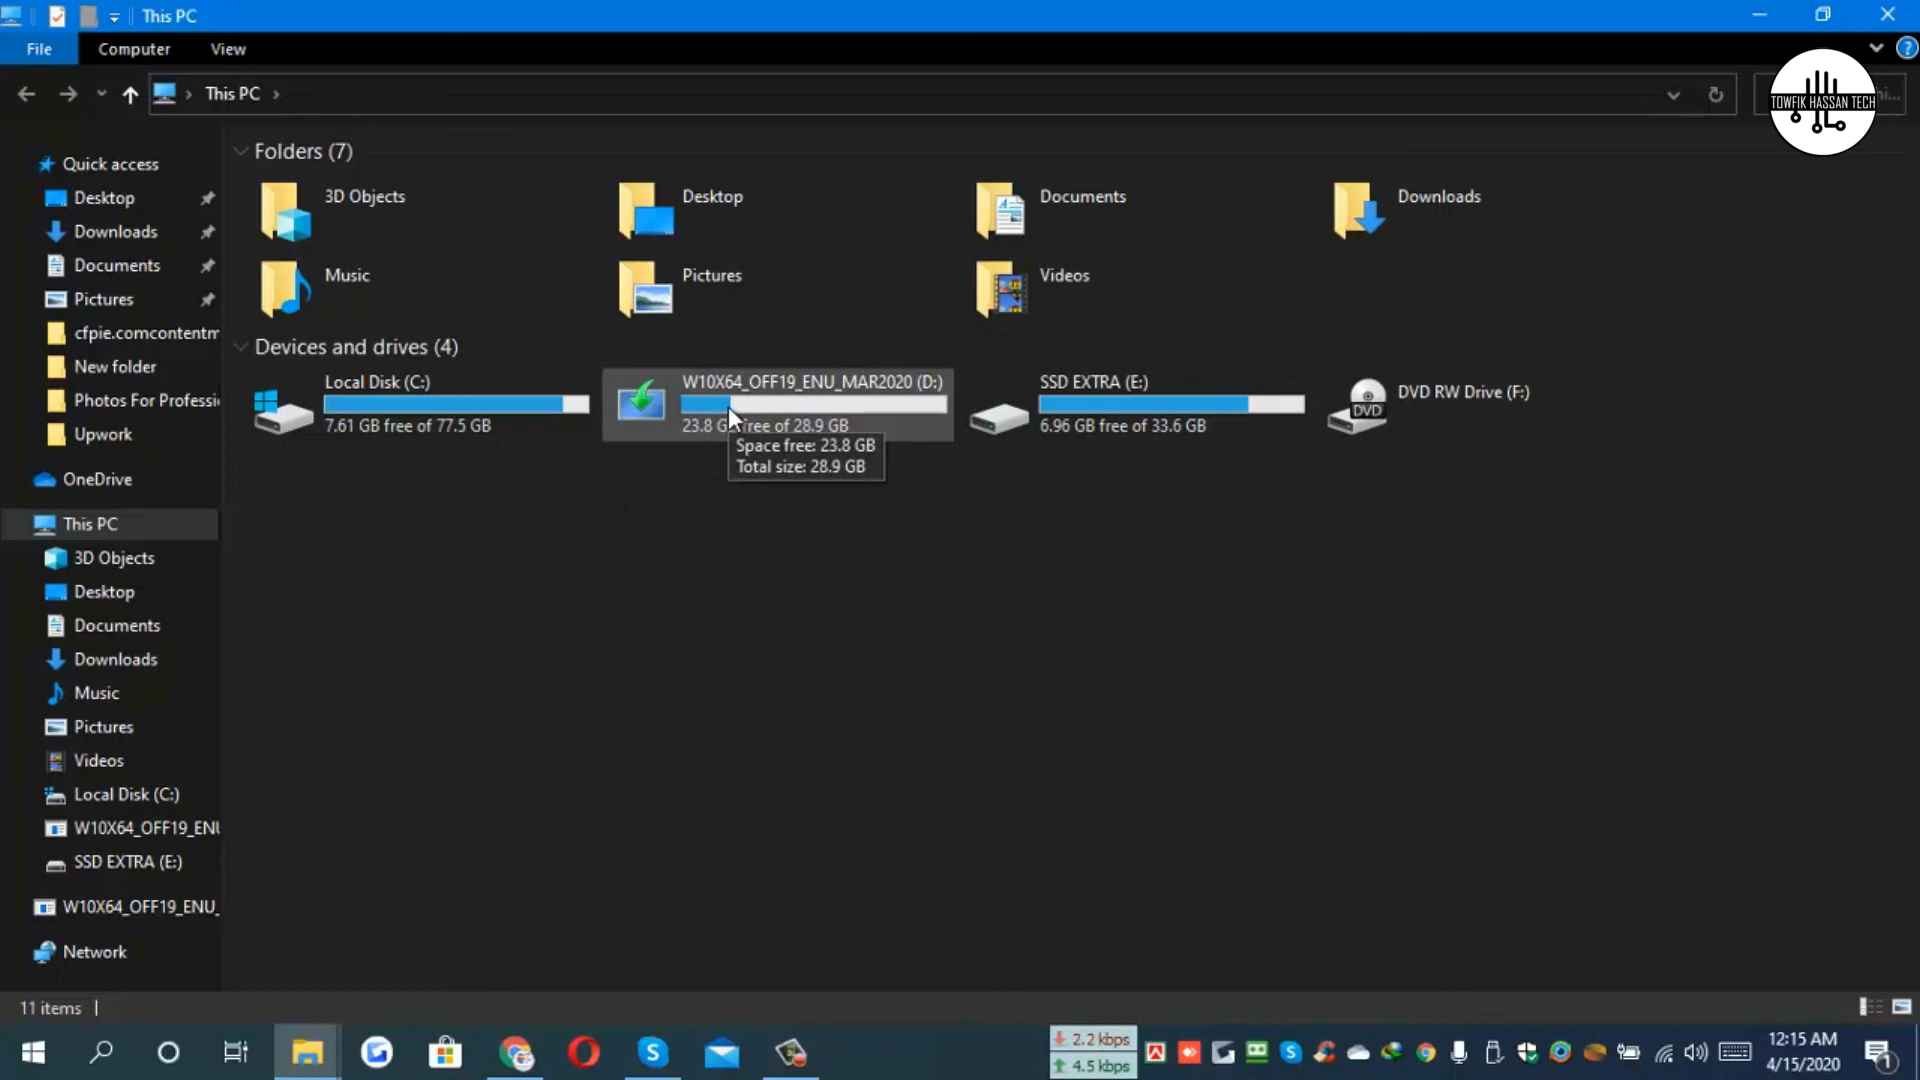 This PC
File
Computer
View
This PC
TOWFIK HASSAN TECH
Quick access
Desktop
Downloads
Documents
Pictures
cfpie.comcontentm
New folder
Photos For Professi
Upwork
OneDrive
This PC
3D Objects
Desktop
Documents
Downloads
Music
Pictures
Videos
Local Disk (C:)
W10X64_OFF19_ENU
SSD EXTRA (E:)
W10X64_OFF19_ENU_
Network
Folders (7)
3D Objects
Desktop
Documents
Downloads
Music
Pictures
Videos
Devices and drives (4)
Local Disk (C:)
7.61 GB free of 77.5 GB
W10X64_OFF19_ENU_MAR2020 (D:)
23.8 G free of 28.9 GB
Space free: 23.8 GB
Total size: 28.9 GB
SSD EXTRA (E:)
6.96 GB free of 33.6 GB
DVD RW Drive (F:)
DVD
11 items
2.2 kbps
4.5 kbps
12:15 AM
4/15/2020
1